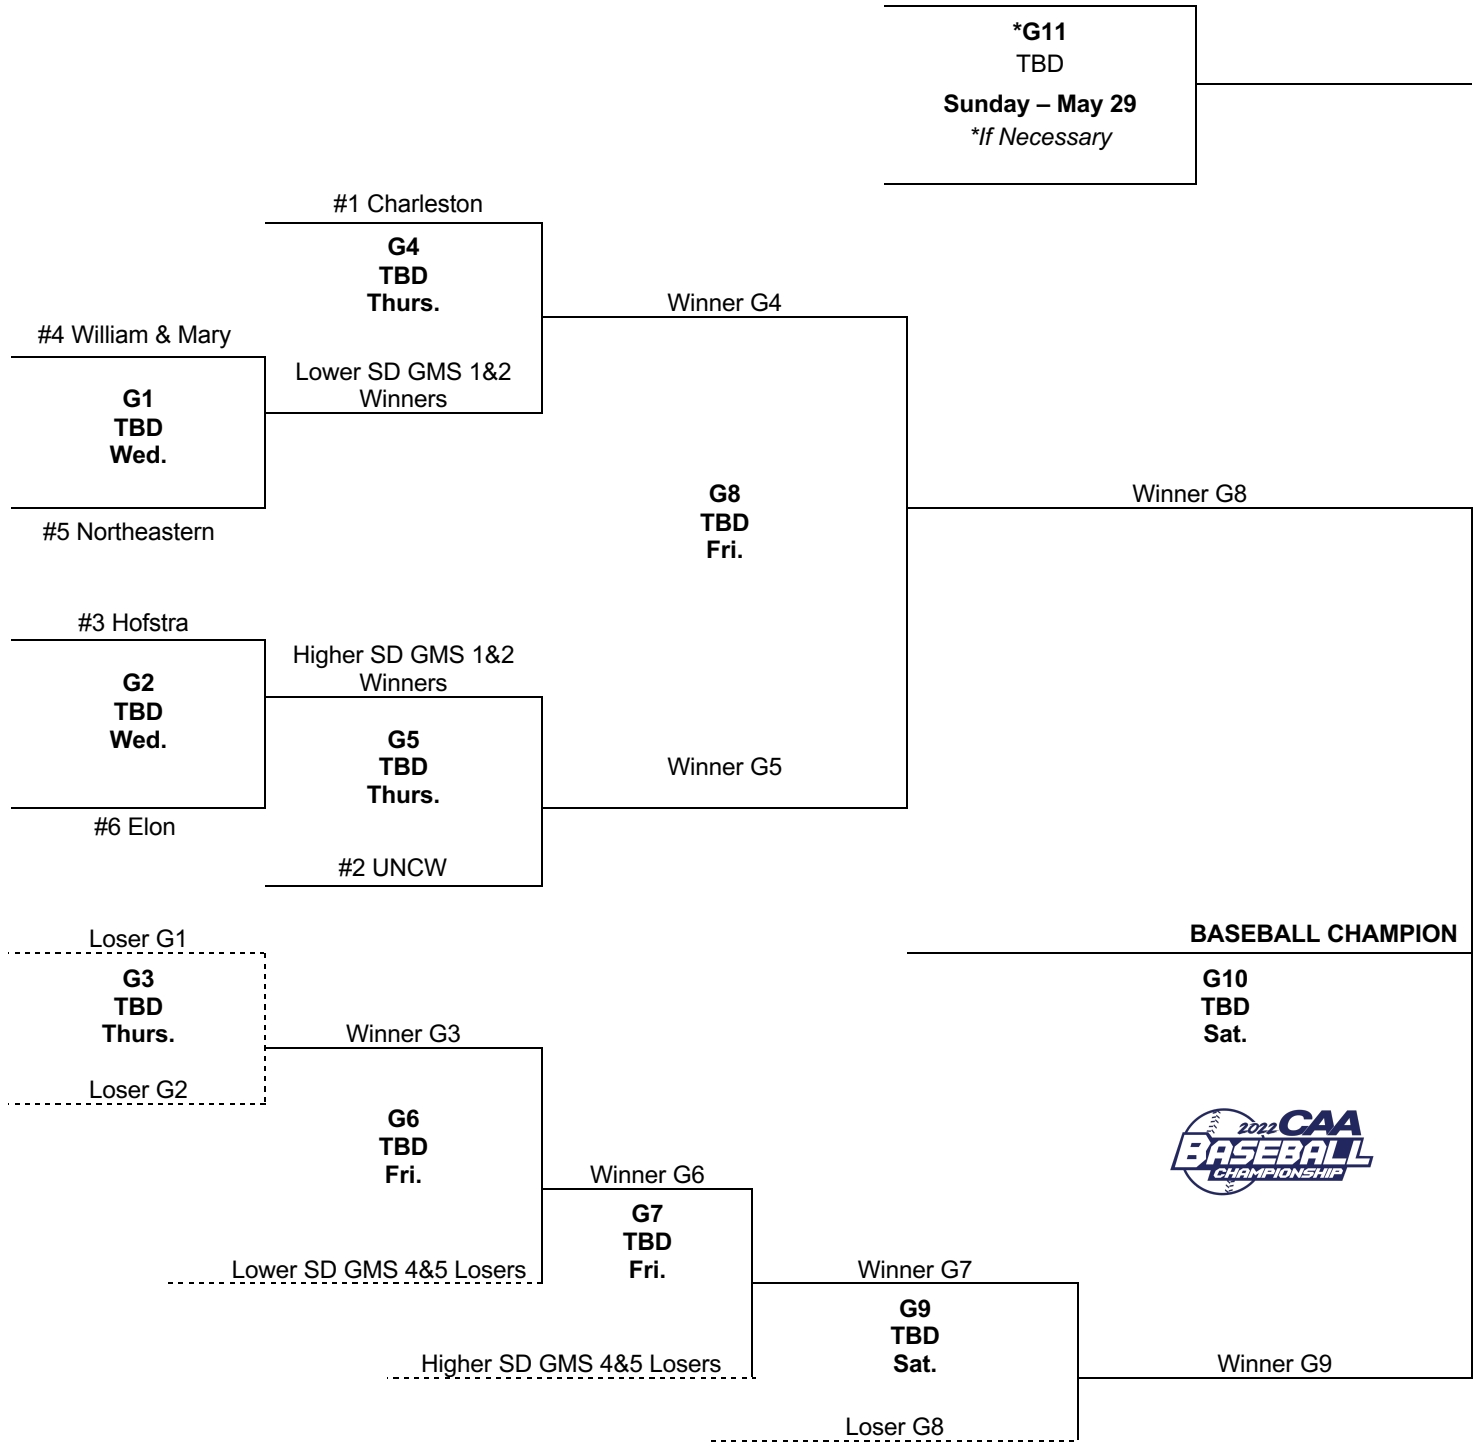 *G11
TBD
Sunday – May 29
*If Necessary
#1 Charleston
G4
TBD
Thurs.
Winner G4
#4 William & Mary
Lower SD GMS 1&2
Winners
G1
TBD
Wed.
#5 Northeastern
G8
TBD
Fri.
Winner G8
#3 Hofstra
Higher SD GMS 1&2
Winners
G2
TBD
Wed.
G5
TBD
Thurs.
Winner G5
#6 Elon
#2 UNCW
Loser G1
G3
TBD
Thurs.
Loser G2
Winner G3
BASEBALL CHAMPION
G10
TBD
Sat.
G6
TBD
Fri.
2022 CAA
BASEBALL
CHAMPIONSHIP
Winner G6
G7
TBD
Fri.
Lower SD GMS 4&5 Losers
Winner G7
G9
TBD
Sat.
Higher SD GMS 4&5 Losers
Winner G9
Loser G8